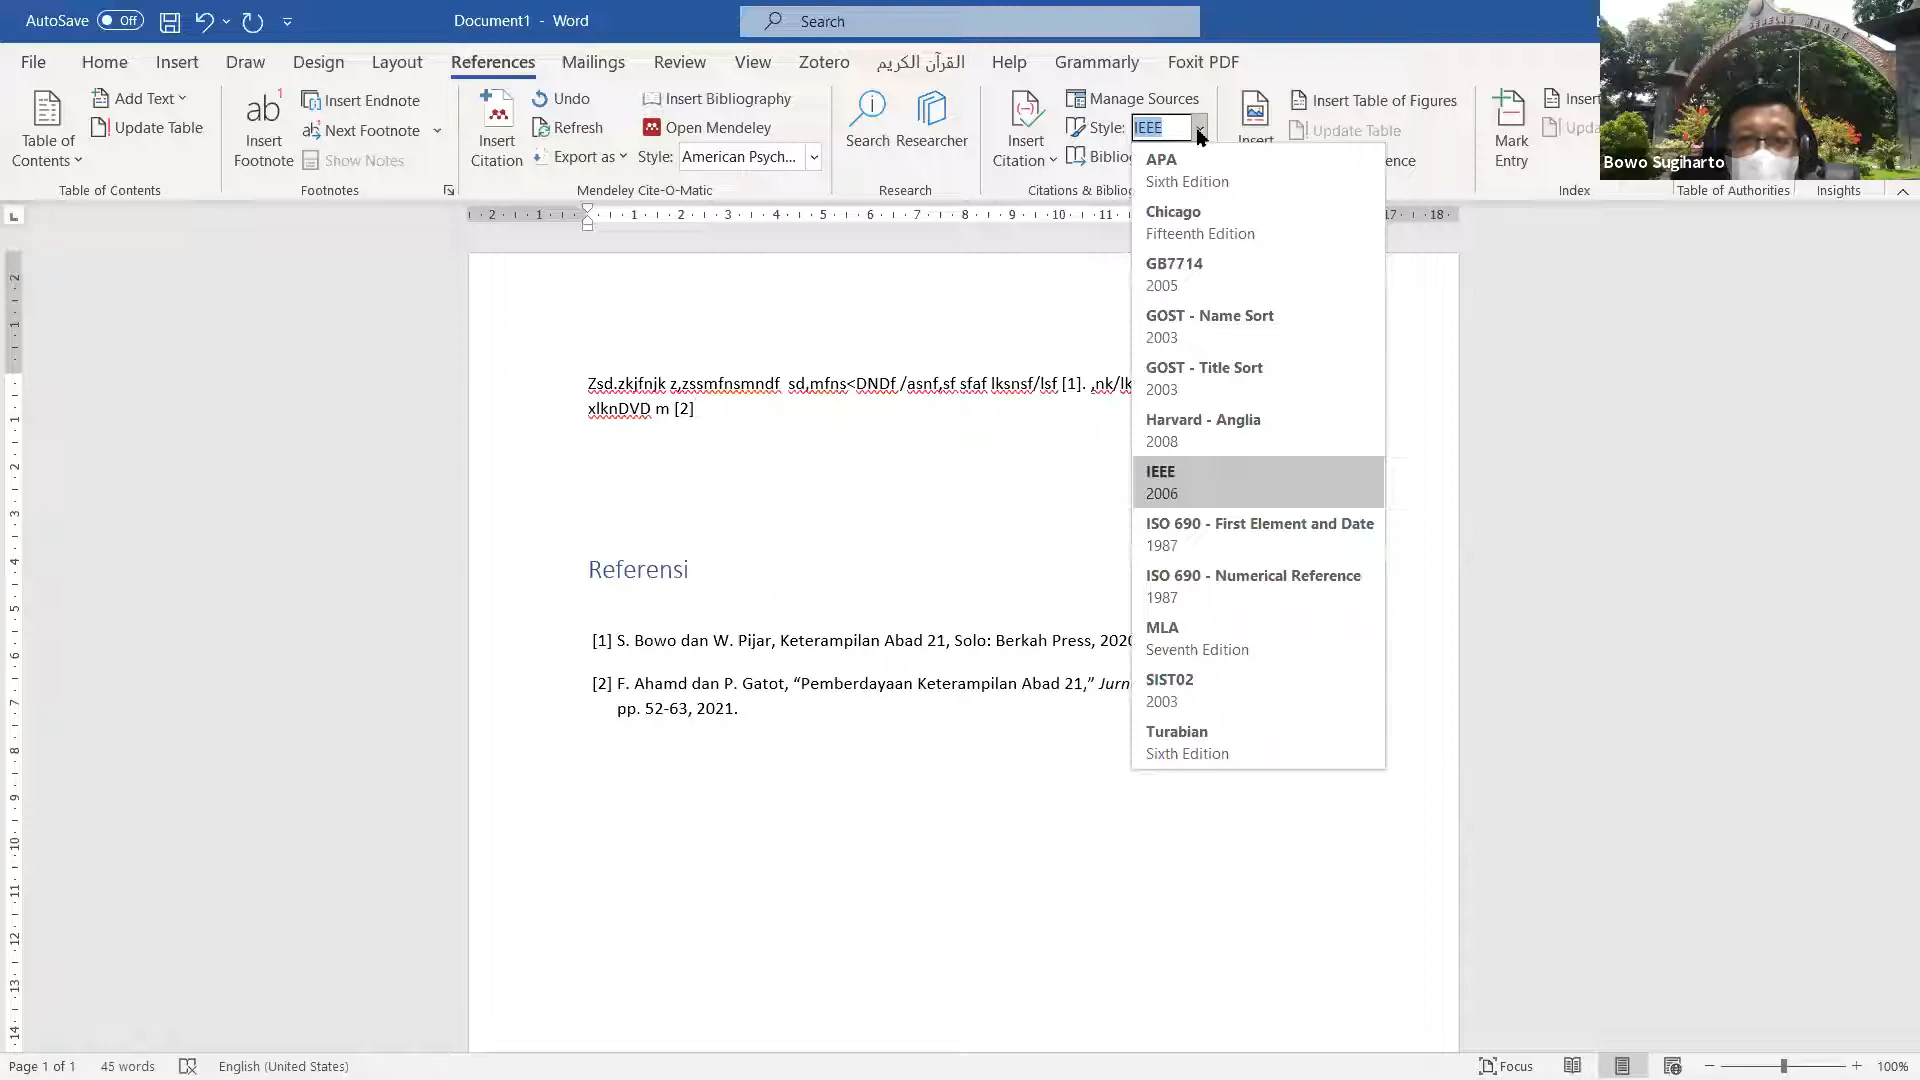 AutoSave Off
Document1 - Word
Search
File Home Insert Draw Design Layout References Mailings Review View Zotero القرآن الكريم Help Grammarly Foxit PDF
Table of Contents
Add Text
Update Table
Table of Contents
ab 1
Insert Footnote
Insert Endnote
Next Footnote
Show Notes
Footnotes
Insert Citation
Undo
Refresh
Export as
Insert Bibliography
Open Mendeley
Style: American Psych...
Mendeley Cite-O-Matic
Search
Researcher
Research
Insert Citation
Manage Sources
Style: IEEE
Citations & Bibliog
Insert
Insert Table of Figures
Update Table
Mark Entry
Index
Table of Authorities
Insights
Bowo Sugiharto
SEBELAS MARET
APA
Sixth Edition
Chicago
Fifteenth Edition
GB7714
2005
GOST - Name Sort
2003
GOST - Title Sort
2003
Harvard - Anglia
2008
IEEE
2006
ISO 690 - First Element and Date
1987
ISO 690 - Numerical Reference
1987
MLA
Seventh Edition
SIST02
2003
Turabian
Sixth Edition
Zsd.zkjfnjk z,zssmfnsmndf sd,mfns<DNDf /asnf,sf sfaf lksnsf/lsf [1]. ,nk/lk
xlknDVD m [2]
Referensi
[1] S. Bowo dan W. Pijar, Keterampilan Abad 21, Solo: Berkah Press, 2020
[2] F. Ahamd dan P. Gatot, “Pemberdayaan Keterampilan Abad 21,” Jurn
pp. 52-63, 2021.
Page 1 of 1 45 words English (United States) Focus 100%